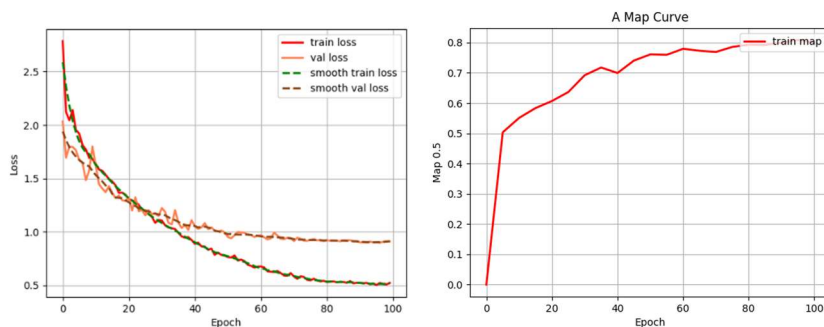 2.5
2.0
1.5
1.0
0.5
Loss
0
20
40
60
80
100
Epoch
train loss
val loss
smooth train loss
smooth val loss
A Map Curve
0.8
0.7
0.6
0.5
0.4
0.3
0.2
0.1
0.0
Map 0.5
0
20
40
60
80
100
Epoch
train map